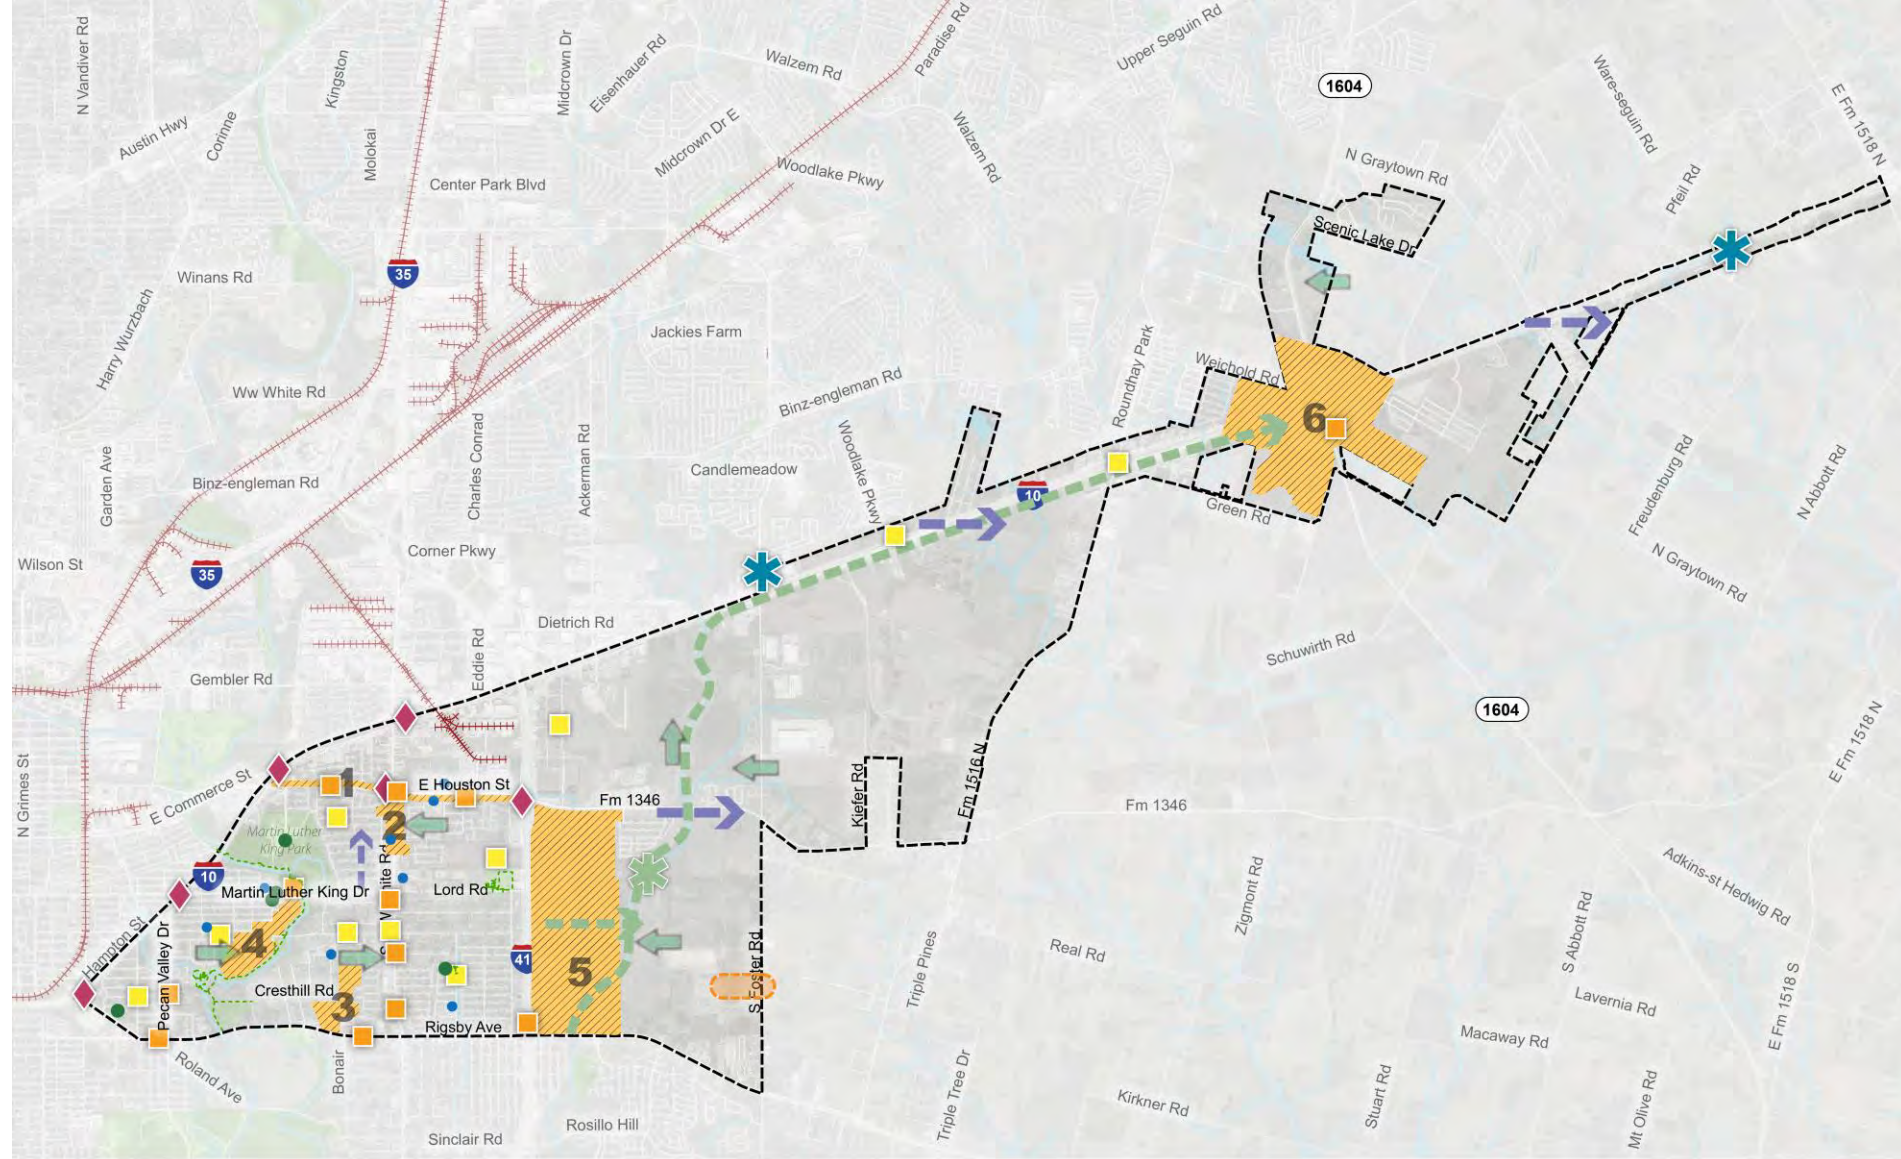 N Vandiver Rd
Austin Hwy
Corinne
Kingston
Molokai
Midcrown Dr
Eisenhauer Rd
Walzem Rd
Paradise Rd
Upper Seguin Rd
Midcrown Dr E
Walzem Rd
Woodlake Pkwy
Center Park Blvd
1604
Ware-seguin Rd
E Fm 1518 N
N Graytown Rd
Pfeil Rd
Scenic Lake Dr
Winans Rd
35
Harry Wurzbach
Jackies Farm
Ww White Rd
Binz-engleman Rd
Roundhay Park
Weichold Rd
6
Garden Ave
Charles Conrad
Ackerman Rd
Candlemeadow
Woodlake Pkwy
Binz-engleman Rd
10
Green Rd
Freudenburg Rd
N Abbott Rd
Corner Pkwy
Wilson St
35
N Graytown Rd
Dietrich Rd
Eddie Rd
Schuwirth Rd
Gembler Rd
1604
E Fm 1518 N
N Grimes St
E Commerce St
1
E Houston St
Fm 1346
Kiefer Rd
Fm 1516 N
Fm 1346
Martin Luther
King Park
2
10
Martin Luther King Dr
Lord Rd
Zigmont Rd
Adkins-st Hedwig Rd
Hampton St
Pecan Valley Dr
4
41
5
S Foster Rd
Triple Pines
Real Rd
S Abbott Rd
Cresthill Rd
3
Rigsby Ave
Lavernia Rd
E Fm 1518 S
Macaway Rd
Roland Ave
Bonair
Sinclair Rd
Rosillo Hill
Triple Tree Dr
Kirkner Rd
Stuart Rd
Mt Olive Rd